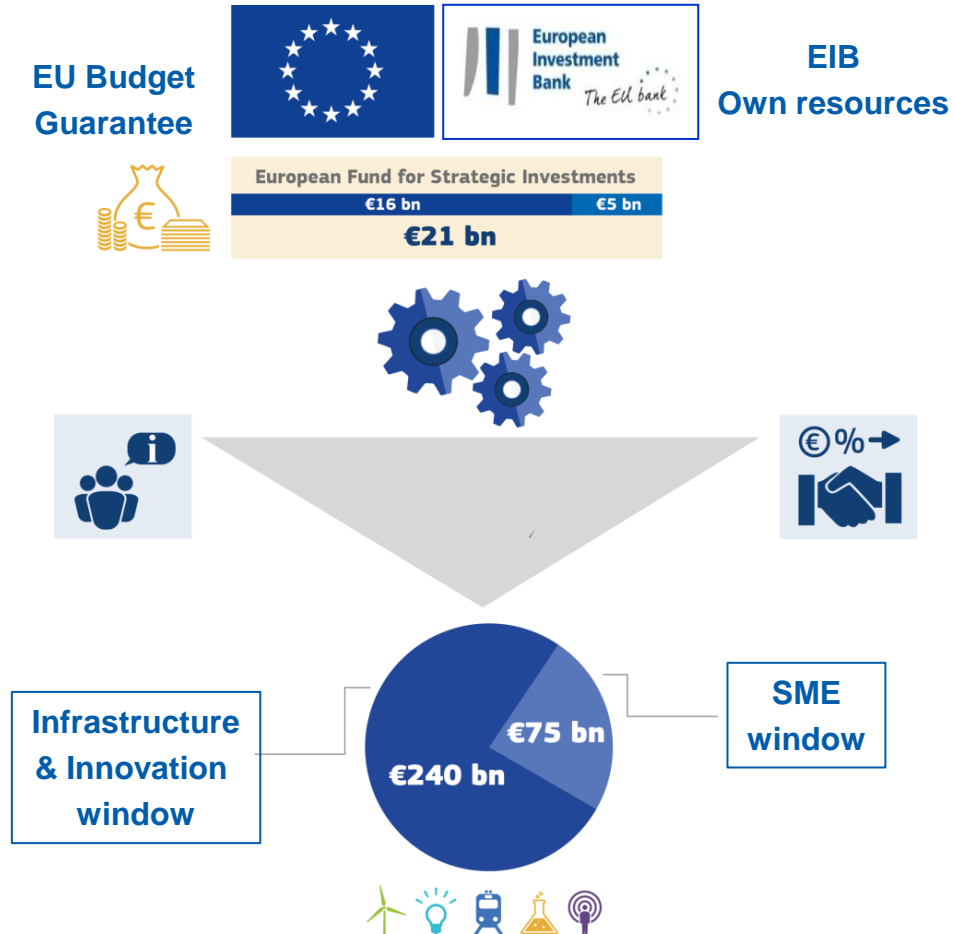 EU Budget
Guarantee
European
Investment
Bank
The EU bank
EIB
Own resources
European Fund for Strategic Investments
€16 bn
€5 bn
€21 bn
€
i
€%
Infrastructure
& Innovation
window
€240 bn
€75 bn
SME
window